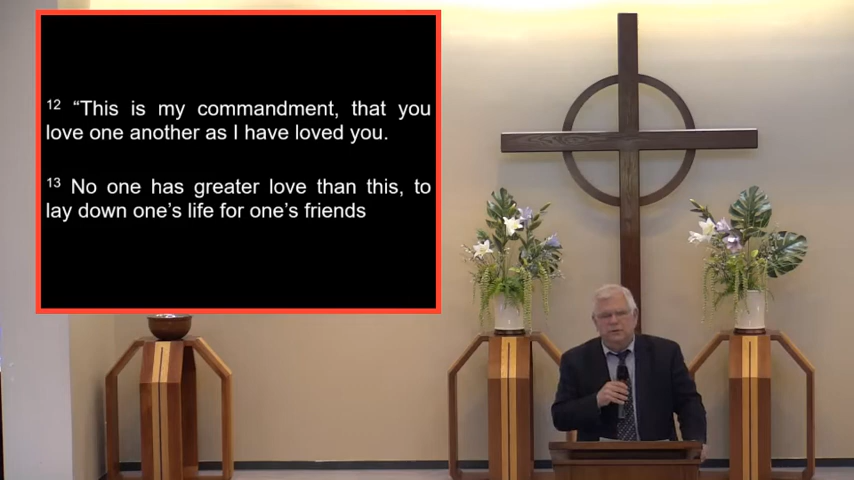 12 “This is my commandment, that you
love one another as I have loved you.
13 No one has greater love than this, to
lay down one’s life for one’s friends